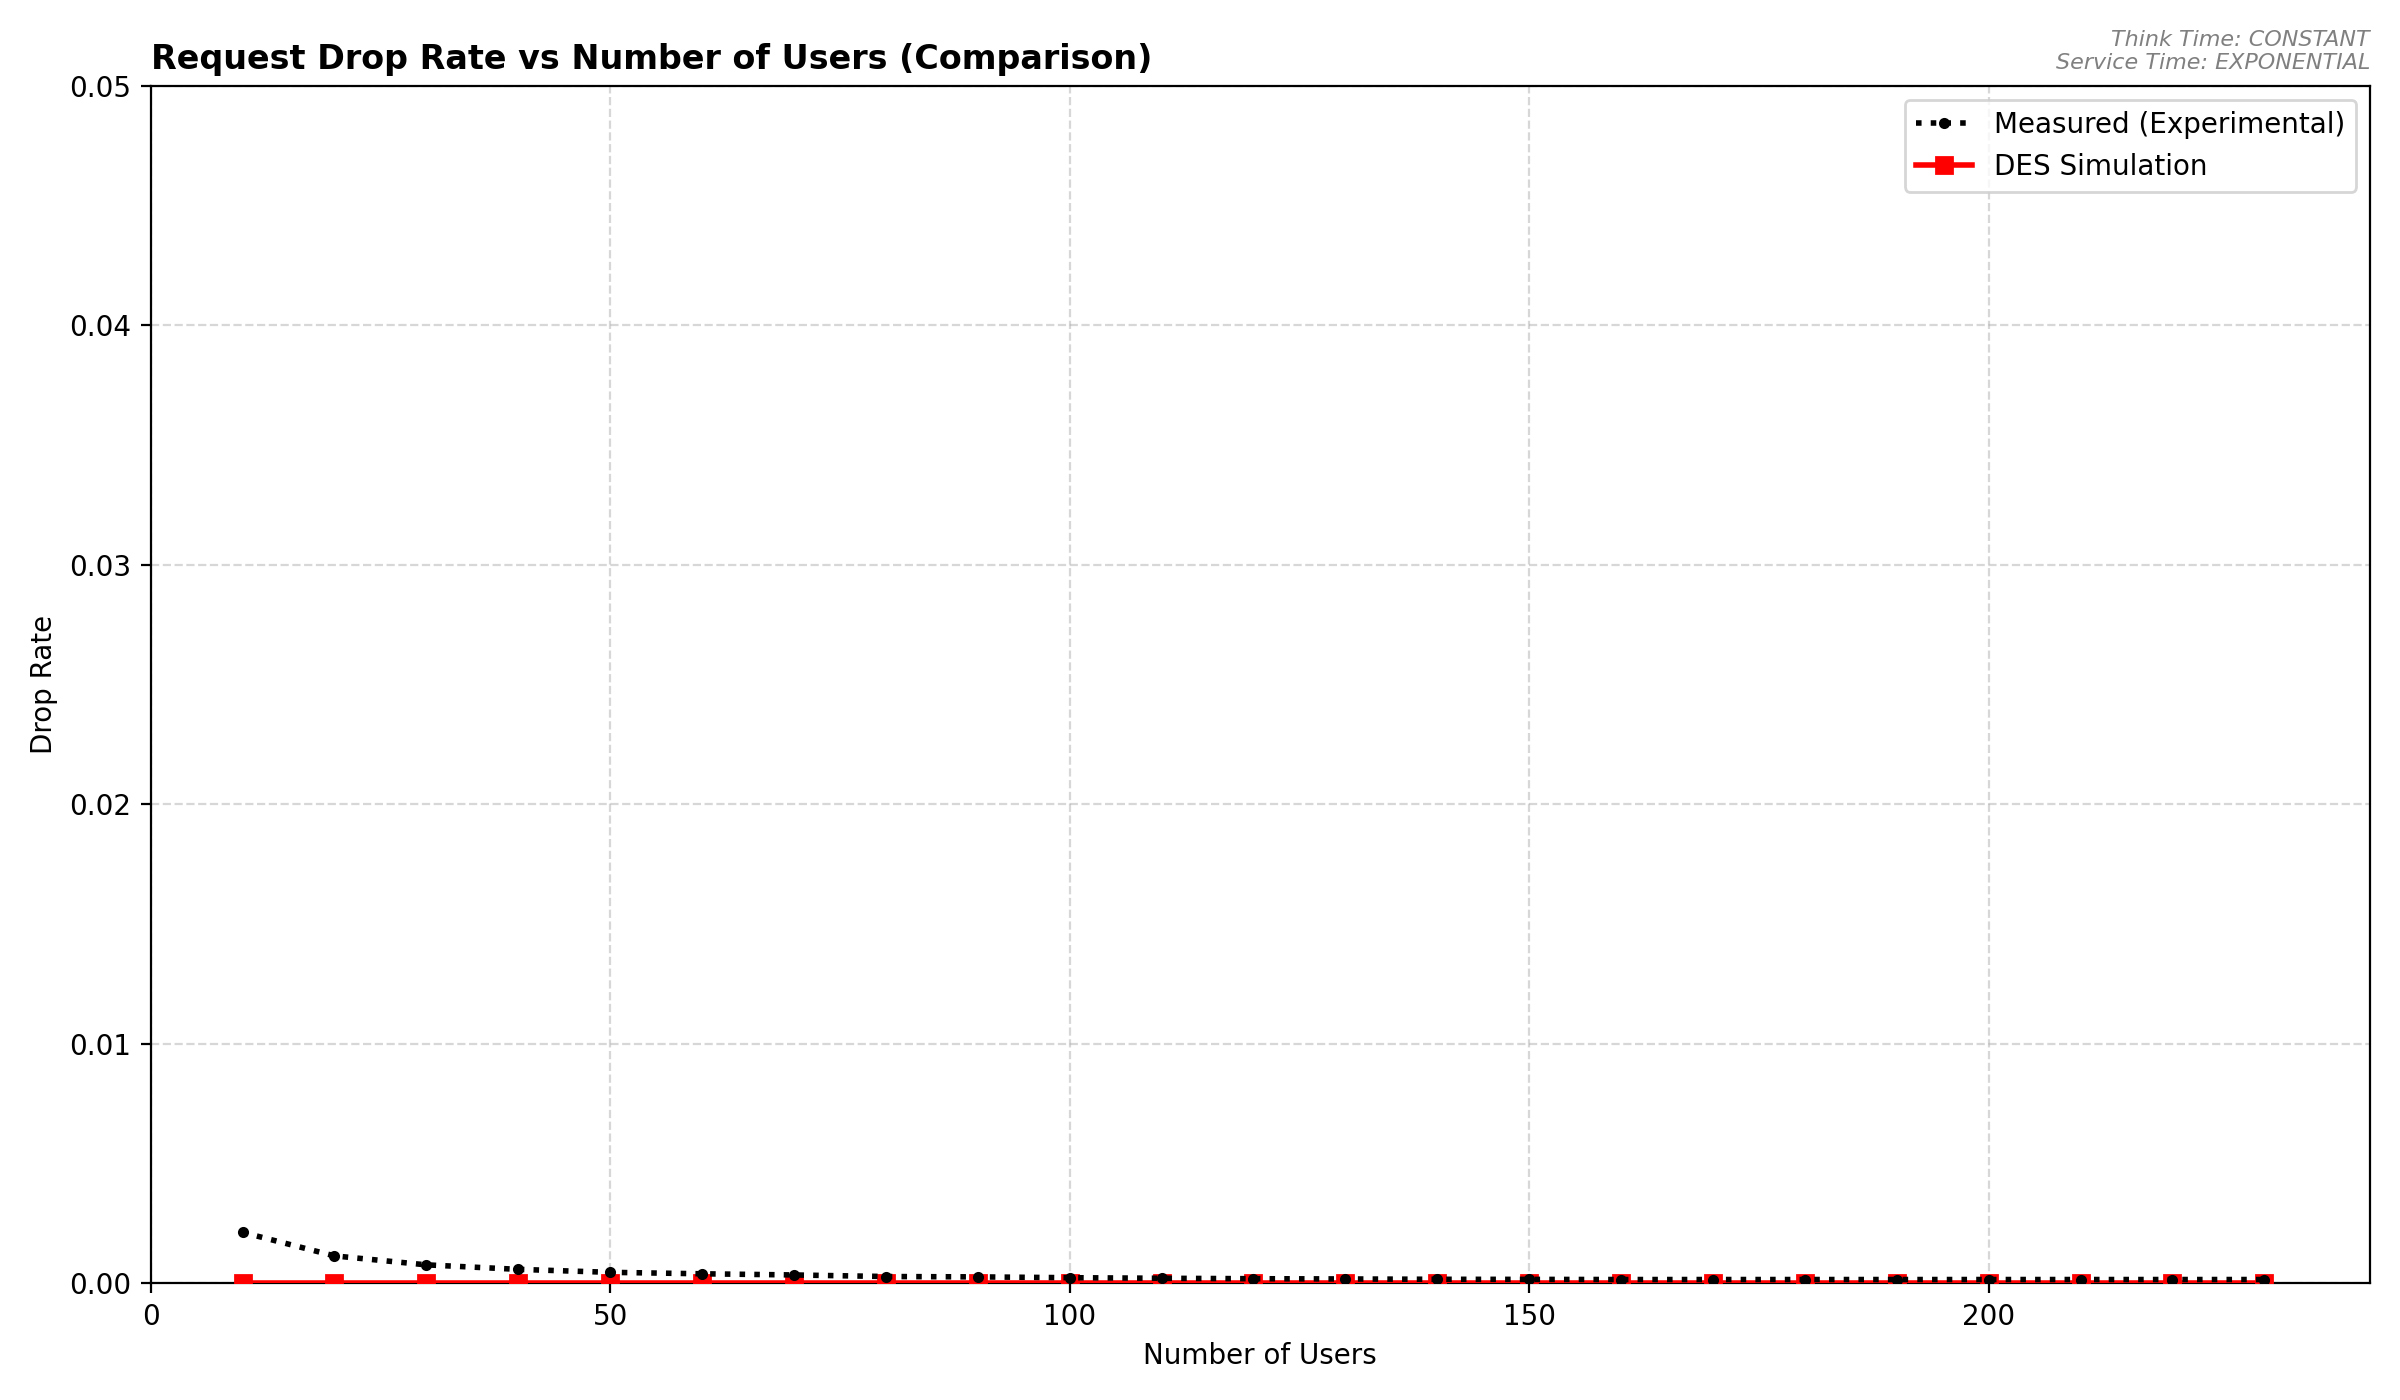 Request Drop Rate vs Number of Users (Comparison)
Think Time: CONSTANT
Service Time: EXPONENTIAL
Measured (Experimental)
DES Simulation
Drop Rate
0.05
0.04
0.03
0.02
0.01
0.00
0
50
100
150
200
Number of Users